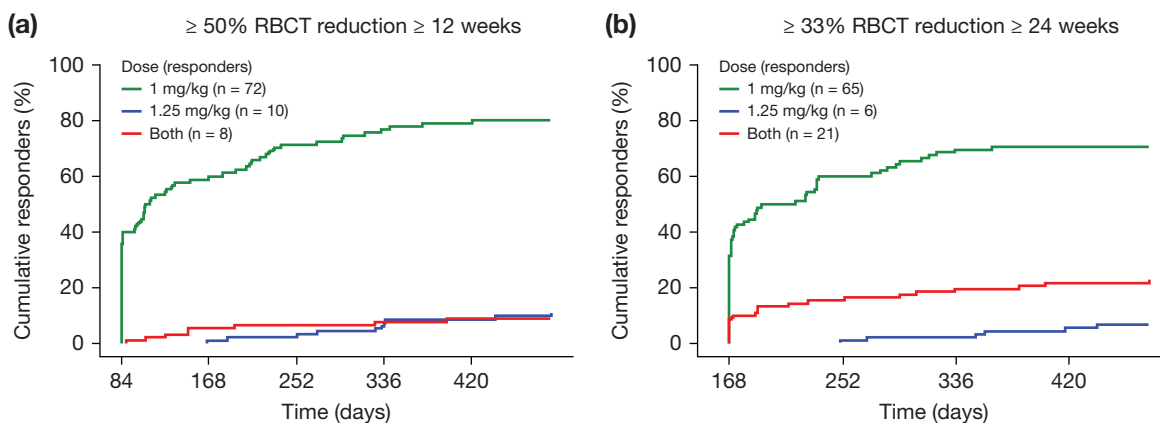 (a)
≥ 50% RBCT reduction ≥ 12 weeks
Cumulative responders (%)
100
80
60
40
20
0
Dose (responders)
1 mg/kg (n = 72)
1.25 mg/kg (n = 10)
Both (n = 8)
84 168 252 336 420
Time (days)
(b)
≥ 33% RBCT reduction ≥ 24 weeks
Cumulative responders (%)
100
80
60
40
20
0
Dose (responders)
1 mg/kg (n = 65)
1.25 mg/kg (n = 6)
Both (n = 21)
168 252 336 420
Time (days)